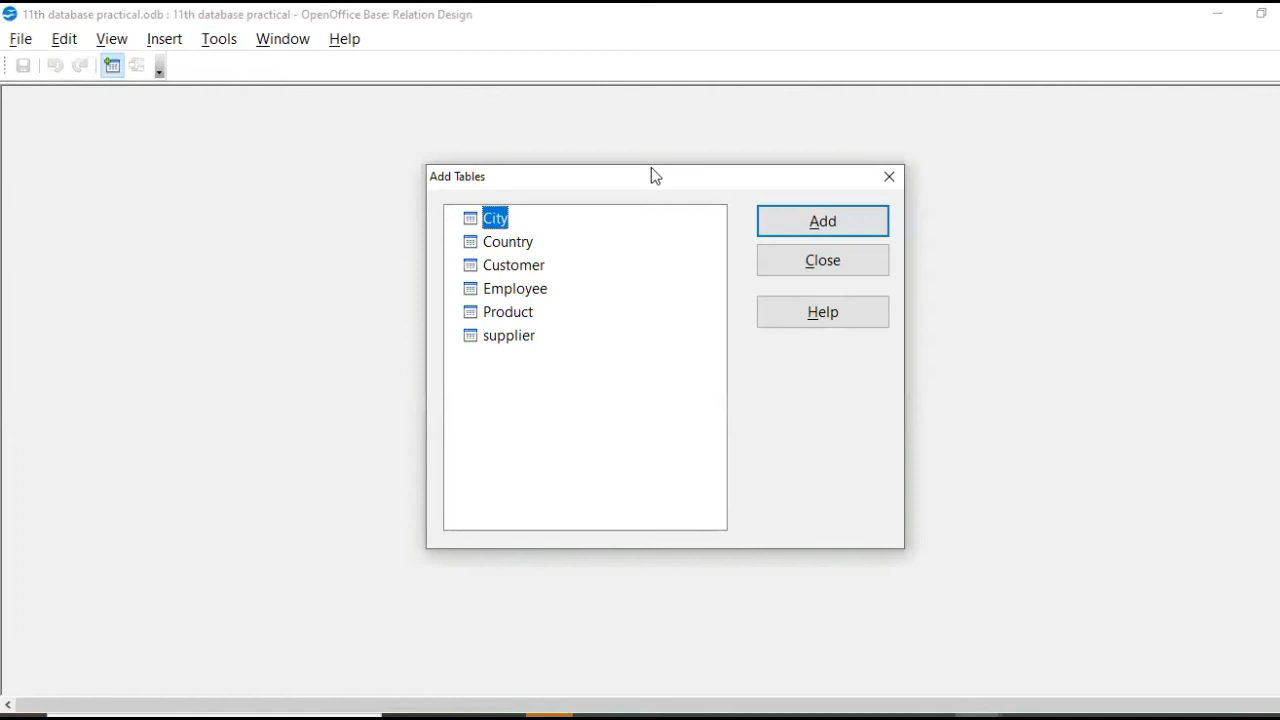 11th database practical.odb : 11th database practical - OpenOffice Base: Relation Design
File Edit View Insert Tools Window Help
Add Tables
City
Country
Customer
Employee
Product
supplier
Add
Close
Help